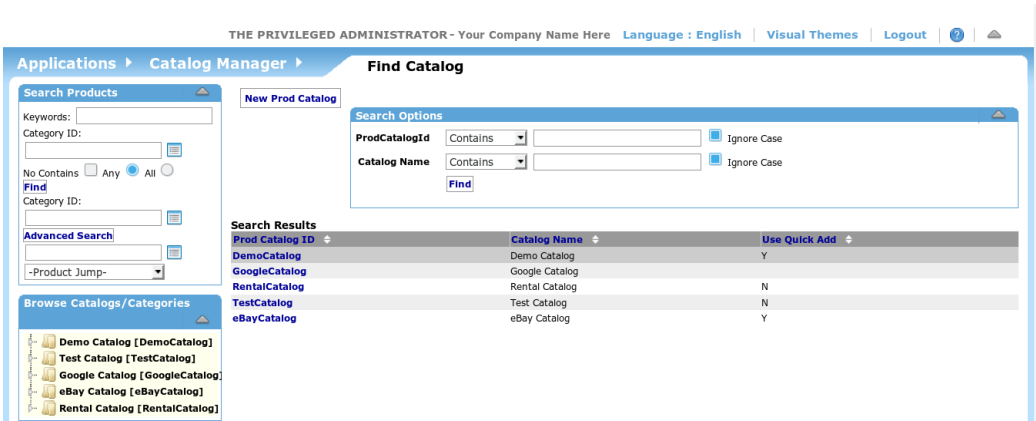 THE PRIVILEGED ADMINISTRATOR - Your Company Name Here Language : English Visual Themes Logout ?
Applications Catalog Manager Find Catalog
Search Products
Keywords:
Category ID:
No Contains Any All
Find
Category ID:
Advanced Search
-Product Jump-
Browse Catalogs/Categories
Demo Catalog [DemoCatalog]
Test Catalog [TestCatalog]
Google Catalog [GoogleCatalog]
eBay Catalog [eBayCatalog]
Rental Catalog [RentalCatalog]
New Prod Catalog
Search Options
ProdCatalogId Contains Ignore Case
Catalog Name Contains Ignore Case
Find
Search Results
Prod Catalog ID Catalog Name Use Quick Add
DemoCatalog Demo Catalog Y
GoogleCatalog Google Catalog
RentalCatalog Rental Catalog N
TestCatalog Test Catalog N
eBayCatalog eBay Catalog Y